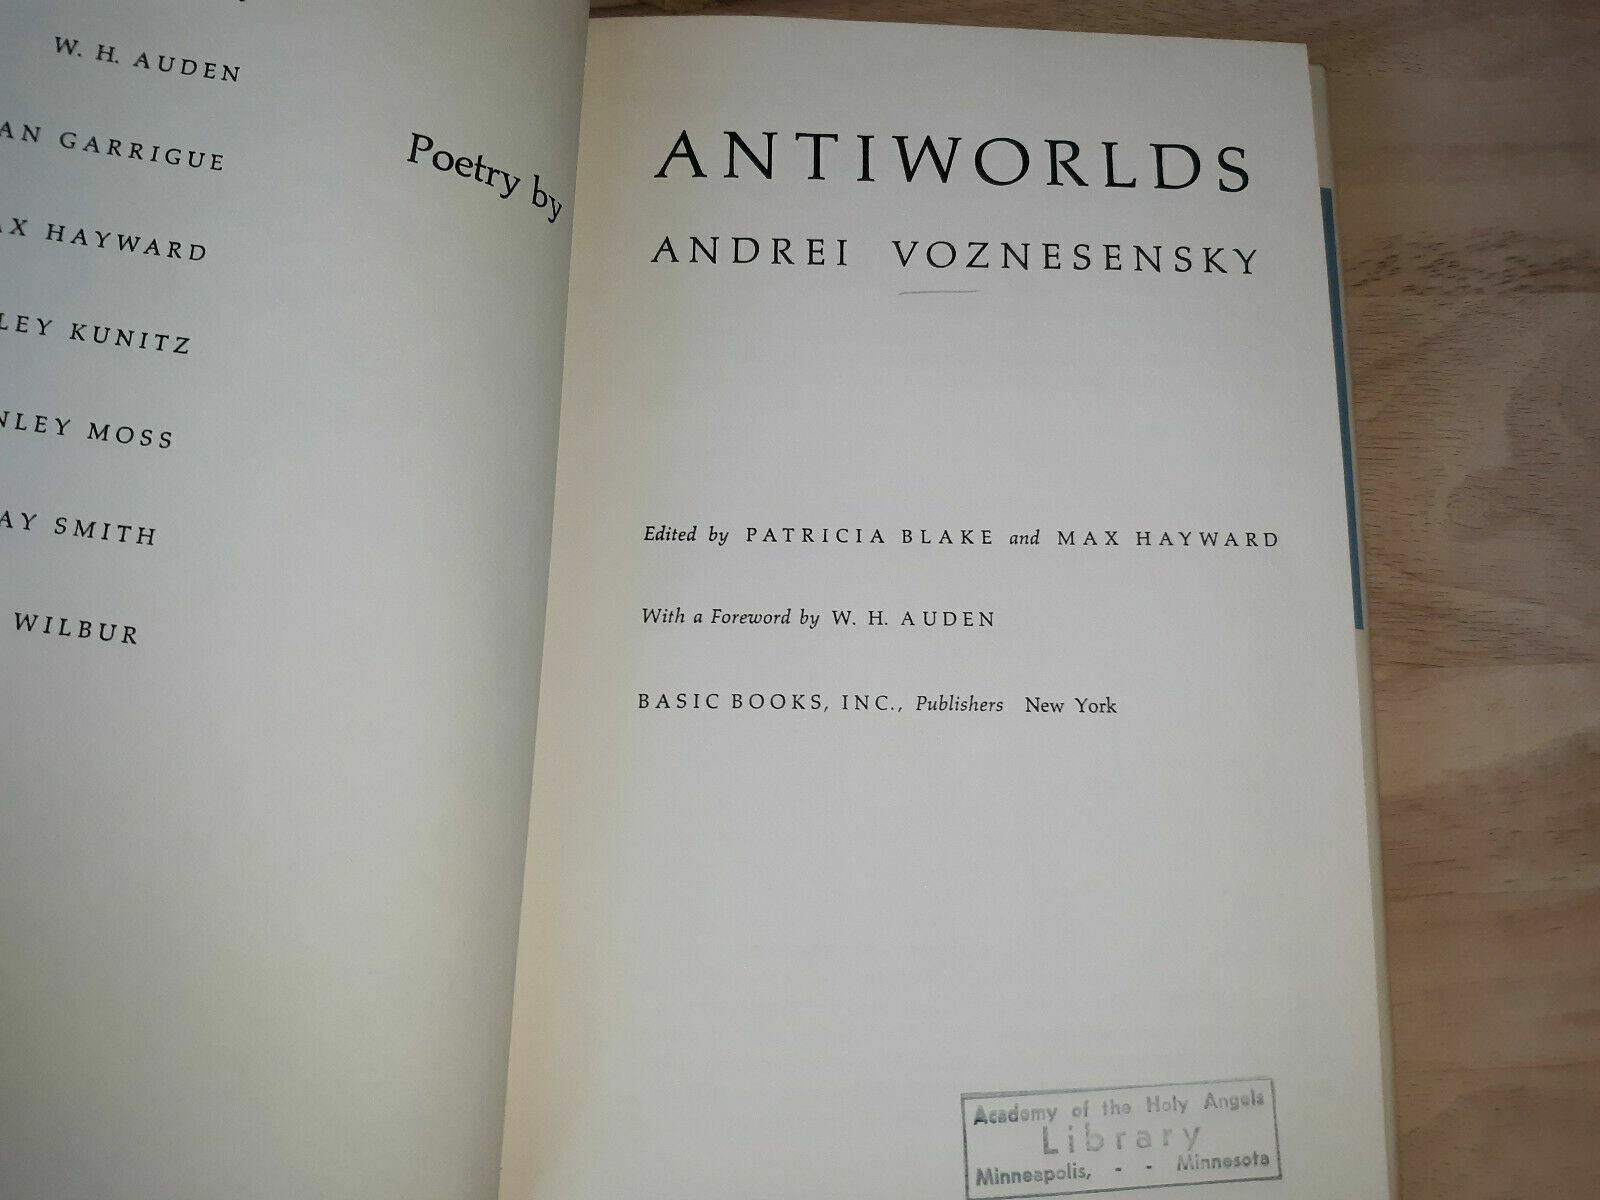 W. H. AUDEN
AN GARRIGUE
AX HAYWARD
LEY KUNITZ
NLEY MOSS
AY SMITH
WILBUR
Poetry by
ANTIWORLDS
ANDREI VOZNESENSKY
Edited by PATRICIA BLAKE and MAX HAYWARD
With a Foreword by W. H. AUDEN
BASIC BOOKS, INC., Publishers New York
Academy of the Holy Angels
Library
Minneapolis, - - Minnesota